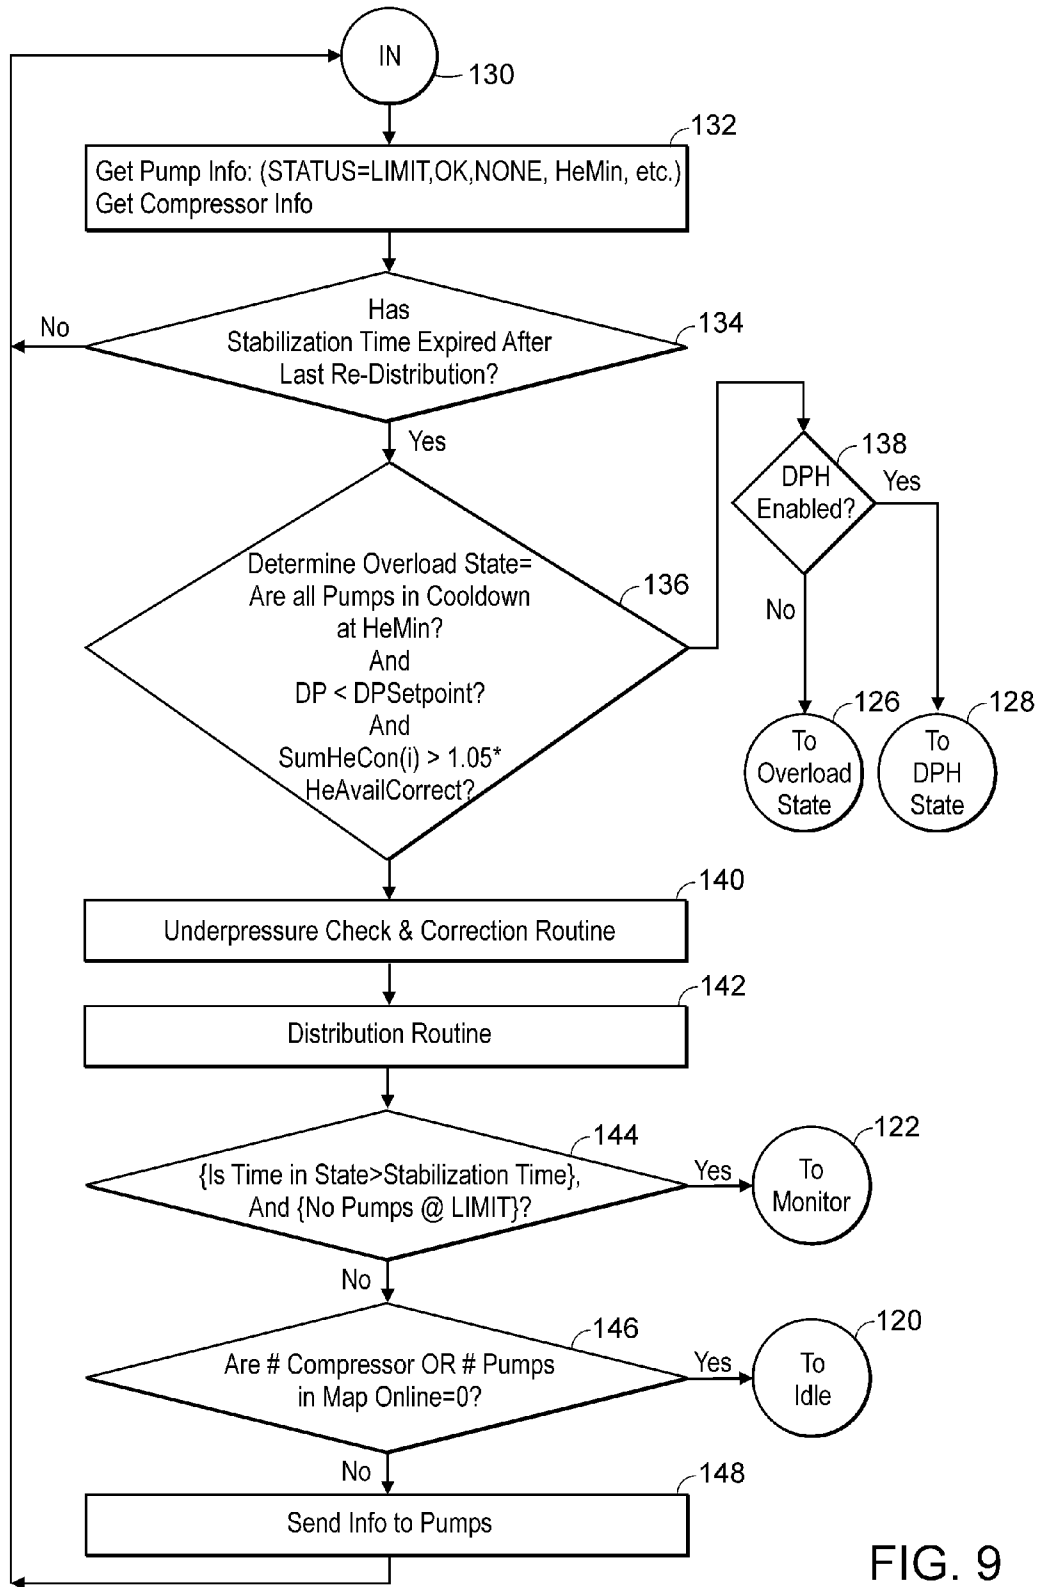 IN
130
132
Get Pump Info: (STATUS=LIMIT,OK,NONE, HeMin, etc.)
Get Compressor Info
Has
Stabilization Time Expired After
Last Re-Distribution?
134
No
Yes
Determine Overload State=
Are all Pumps in Cooldown
at HeMin?
And
DP < DPSetpoint?
And
SumHeCon(i) > 1.05*
HeAvailCorrect?
136
DPH
Enabled?
138
Yes
No
To
Overload
State
126
To
DPH
State
128
140
Underpressure Check & Correction Routine
142
Distribution Routine
144
{Is Time in State>Stabilization Time},
And {No Pumps @ LIMIT}?
Yes
To
Monitor
122
No
146
Are # Compressor OR # Pumps
in Map Online=0?
Yes
To
Idle
120
No
148
Send Info to Pumps
FIG. 9